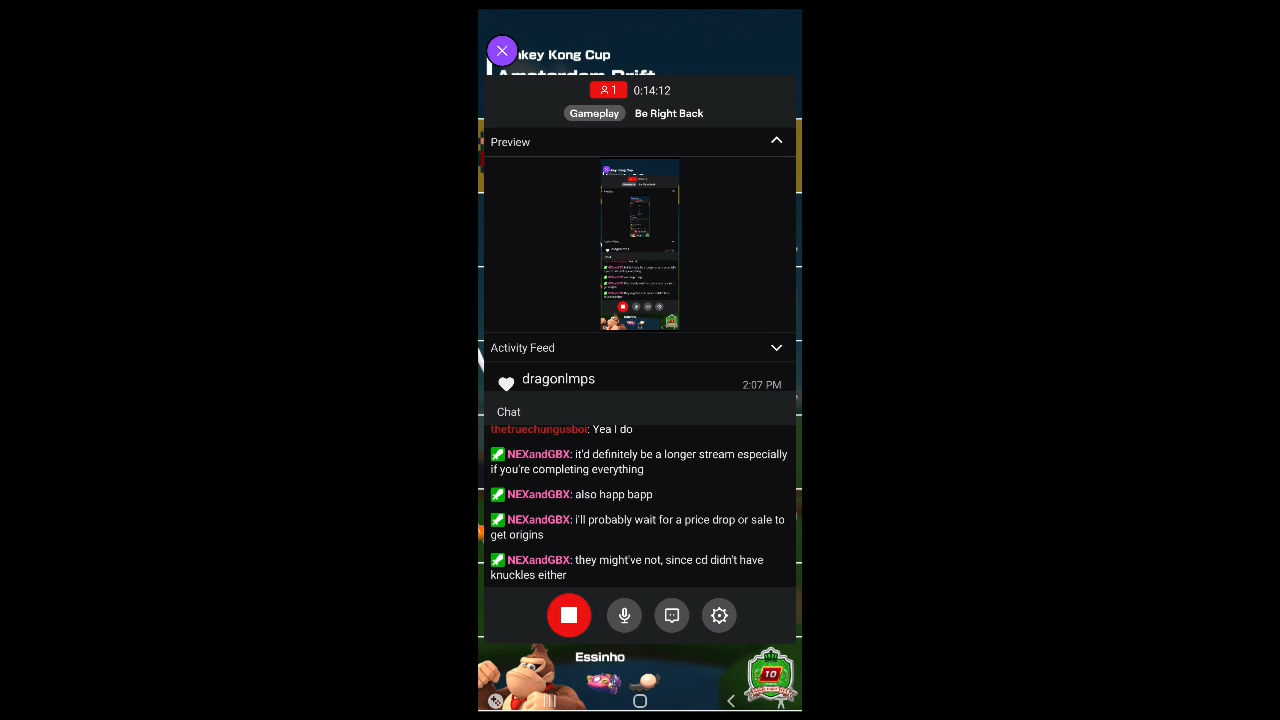 nkey Kong Cup
Amsterdam Drift
1 0:14:12
Gameplay Be Right Back
Preview
Activity Feed
dragonlmps
2:07 PM
Chat
thetruechungusboi: Yea I do
NEXandGBX: it'd definitely be a longer stream especially
if you're completing everything
NEXandGBX: also happ bapp
NEXandGBX: i'll probably wait for a price drop or sale to
get origins
NEXandGBX: they might've not, since cd didn't have
knuckles either
Essinho
10